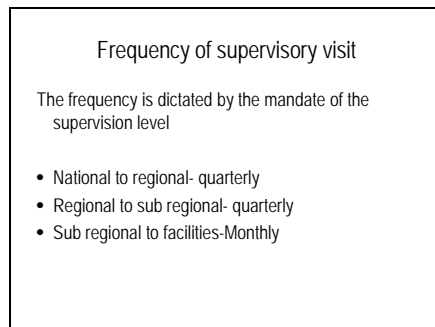 Frequency of supervisory visit
The frequency is dictated by the mandate of the
supervision level
• National to regional- quarterly
• Regional to sub regional- quarterly
• Sub regional to facilities-Monthly